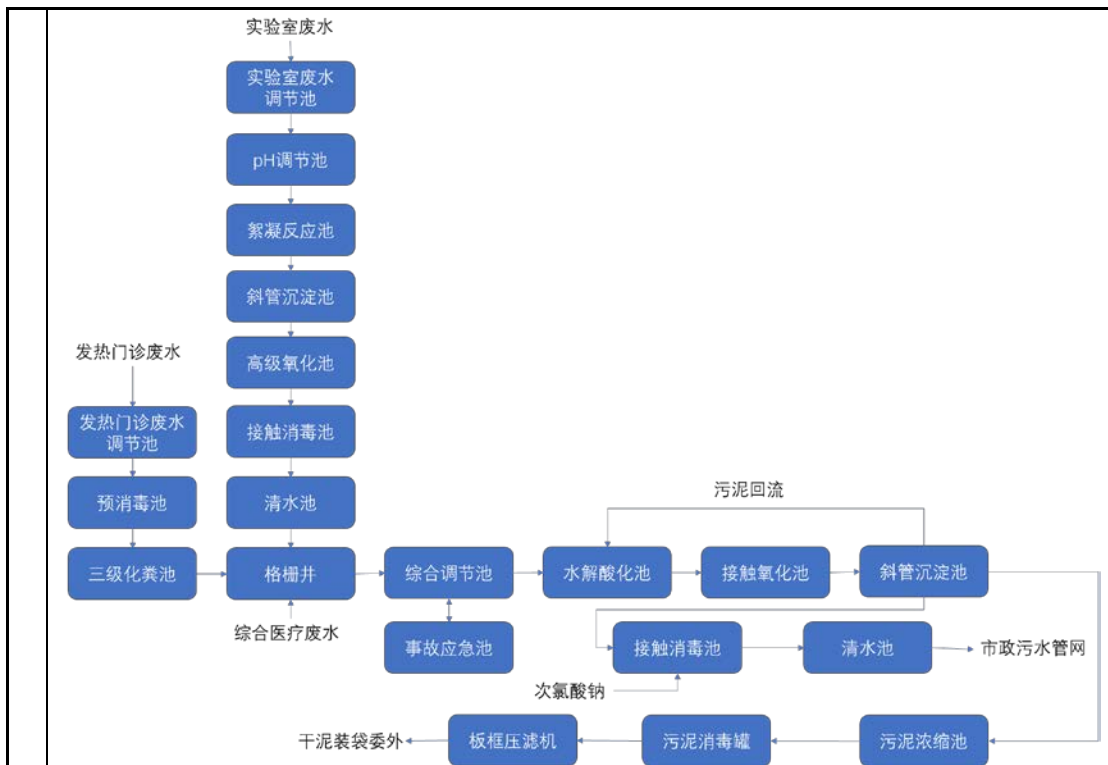 实验室废水
实验室废水
调节池
pH调节池
絮凝反应池
斜管沉淀池
高级氧化池
接触消毒池
清水池
发热门诊废水
发热门诊废水
调节池
预消毒池
三级化粪池
格栅井
综合医疗废水
综合调节池
事故应急池
水解酸化池
接触氧化池
斜管沉淀池
污泥回流
接触消毒池
次氯酸钠
清水池
市政污水管网
污泥浓缩池
污泥消毒罐
板框压滤机
干泥装袋委外